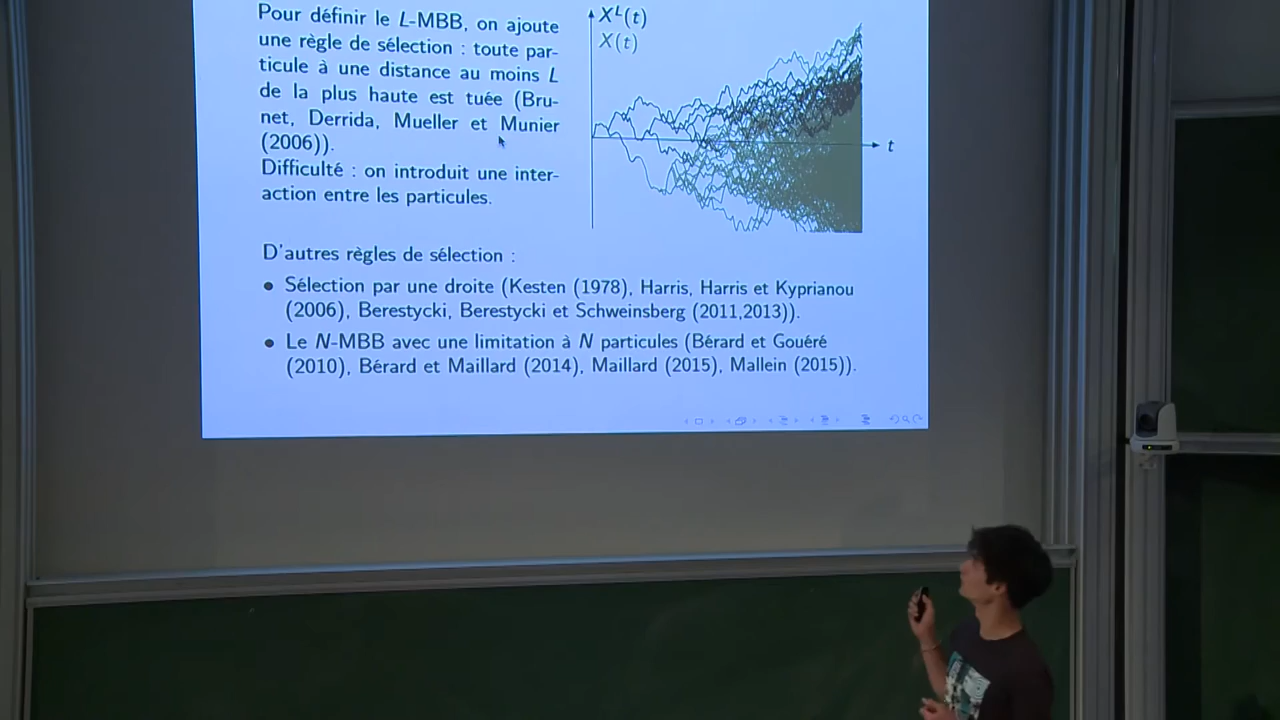 Pour définir le L-MBB, on ajoute
une règle de sélection : toute par-
ticule à une distance au moins L
de la plus haute est tuée (Bru-
net, Derrida, Mueller et Munier
(2006)).
Difficulté : on introduit une inter-
action entre les particules.
X^L(t)
X(t)
t
D'autres règles de sélection :
• Sélection par une droite (Kesten (1978), Harris, Harris et Kyprianou
(2006), Berestycki, Berestycki et Schweinsberg (2011,2013)).
• Le N-MBB avec une limitation à N particules (Bérard et Gouéré
(2010), Bérard et Maillard (2014), Maillard (2015), Mallein (2015)).